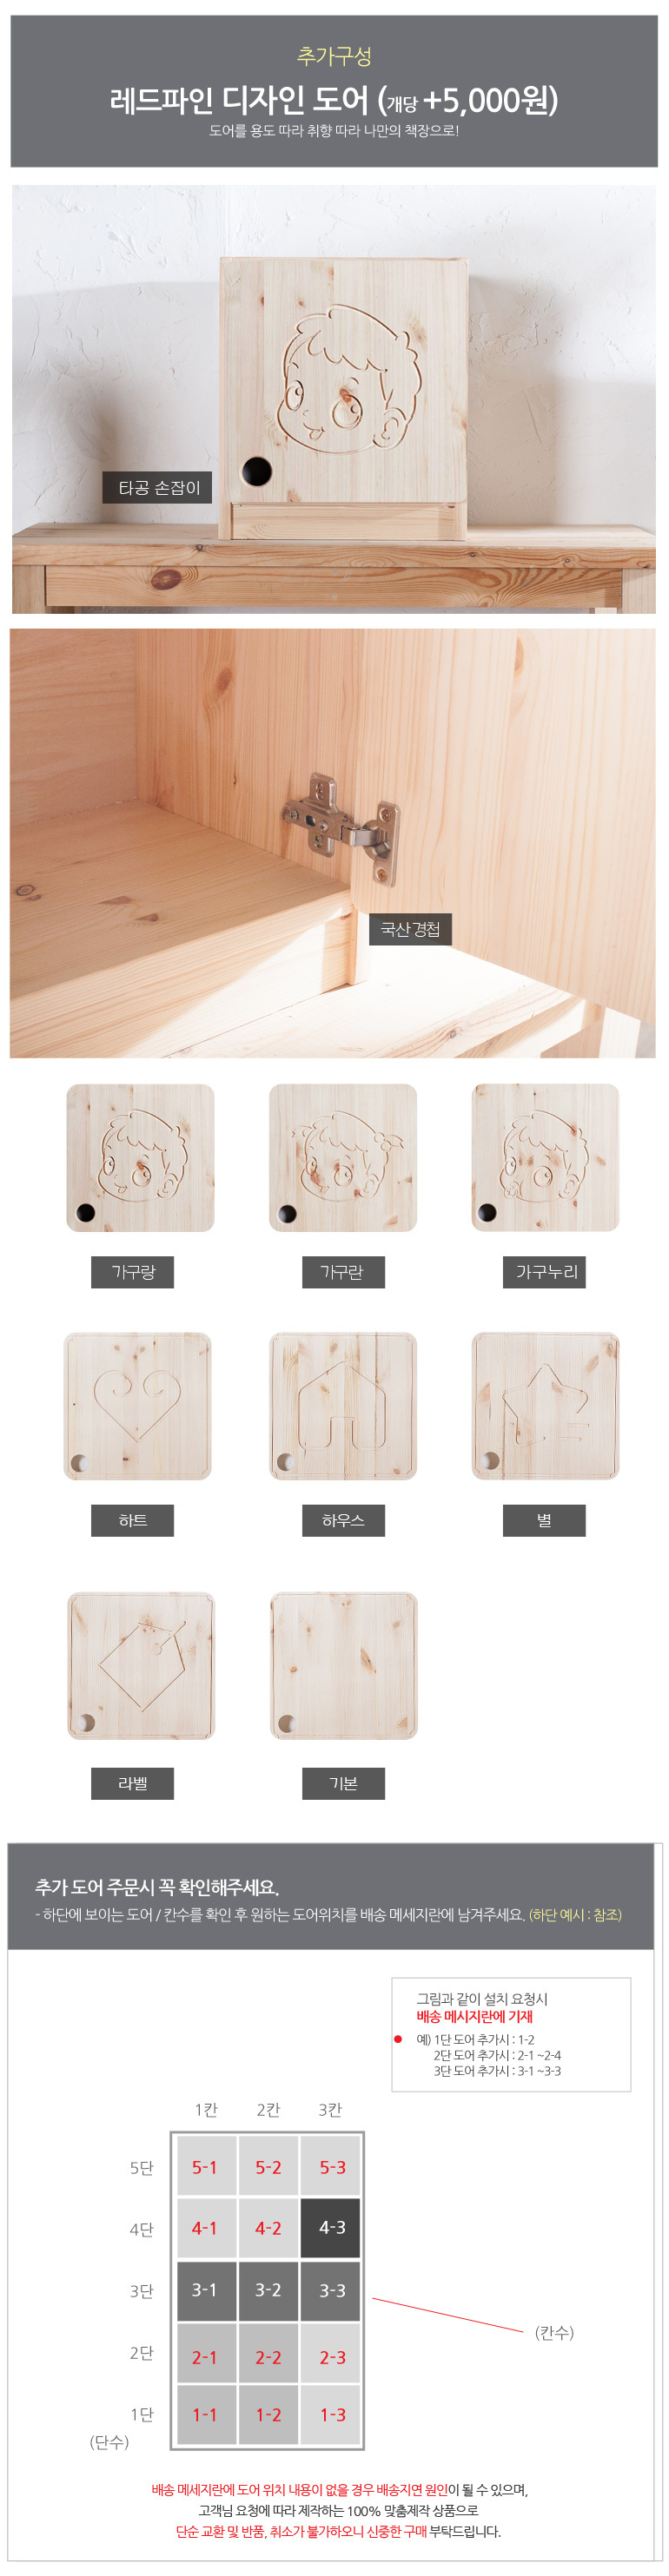 추가구성
레드파인 디자인 도어 (개당 +5,000원)
도어를 용도 따라 취향 따라 나만의 책장으로!
타공 손잡이
국산경첩
가구랑
가구란
가구누리
하트
하우스
별
라벨
기본
추가 도어 주문시 꼭 확인해주세요.
- 하단에 보이는 도어 / 칸수를 확인 후 원하는 도어위치를 배송 메세지란에 남겨주세요. (하단 예시 : 참조)
그림과 같이 설치 요청시
배송 메시지란에 기재
예) 1단 도어 추가시 : 1-2
2단 도어 추가시 : 2-1 ~2-4
3단 도어 추가시 : 3-1 ~3-3
1칸 2칸 3칸
5단 5-1 5-2 5-3
4단 4-1 4-2 4-3
3단 3-1 3-2 3-3
(칸수)
2단 2-1 2-2 2-3
1단 1-1 1-2 1-3
(단수)
배송 메세지란에 도어 위치 내용이 없을 경우 배송지연 원인이 될 수 있으며,
고객님 요청에 따라 제작하는 100% 맞춤제작 상품으로
단순 교환 및 반품, 취소가 불가하오니 신중한 구매 부탁드립니다.